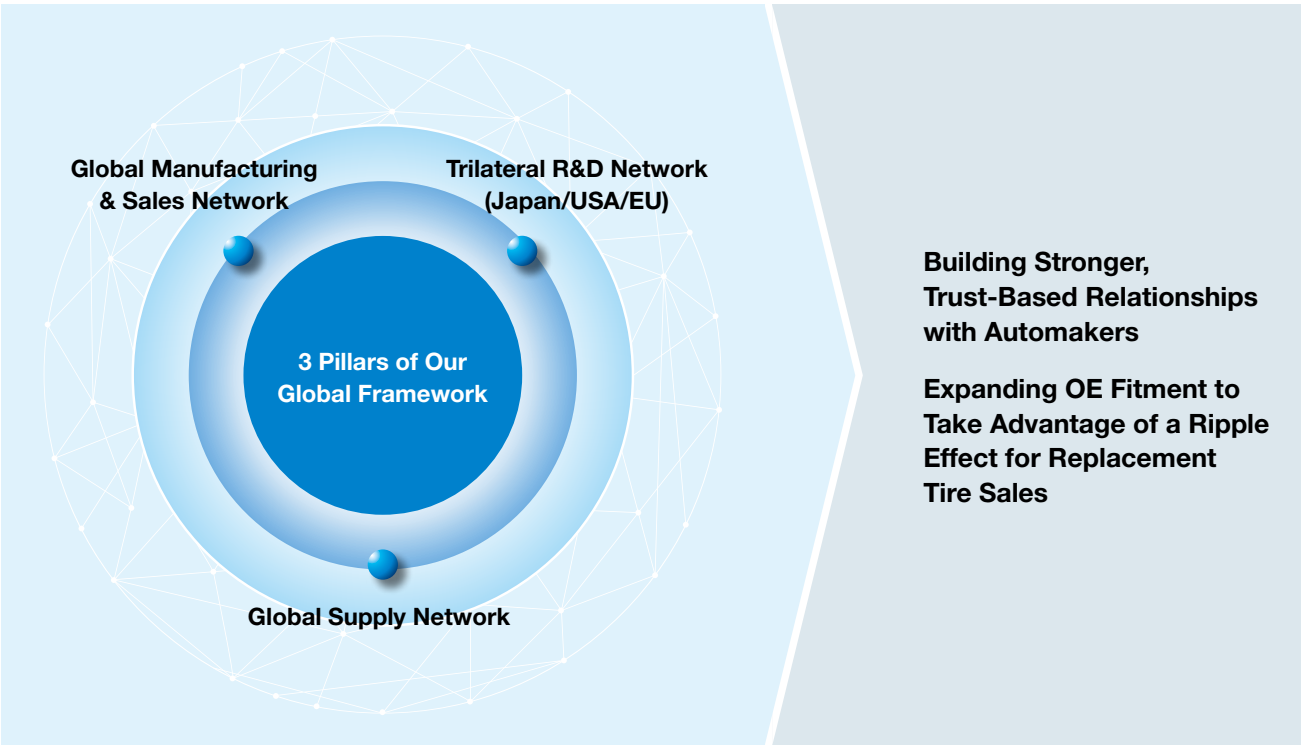 Global Manufacturing
& Sales Network
Trilateral R&D Network
(Japan/USA/EU)
3 Pillars of Our
Global Framework
Global Supply Network
Building Stronger,
Trust-Based Relationships
with Automakers
Expanding OE Fitment to
Take Advantage of a Ripple
Effect for Replacement
Tire Sales